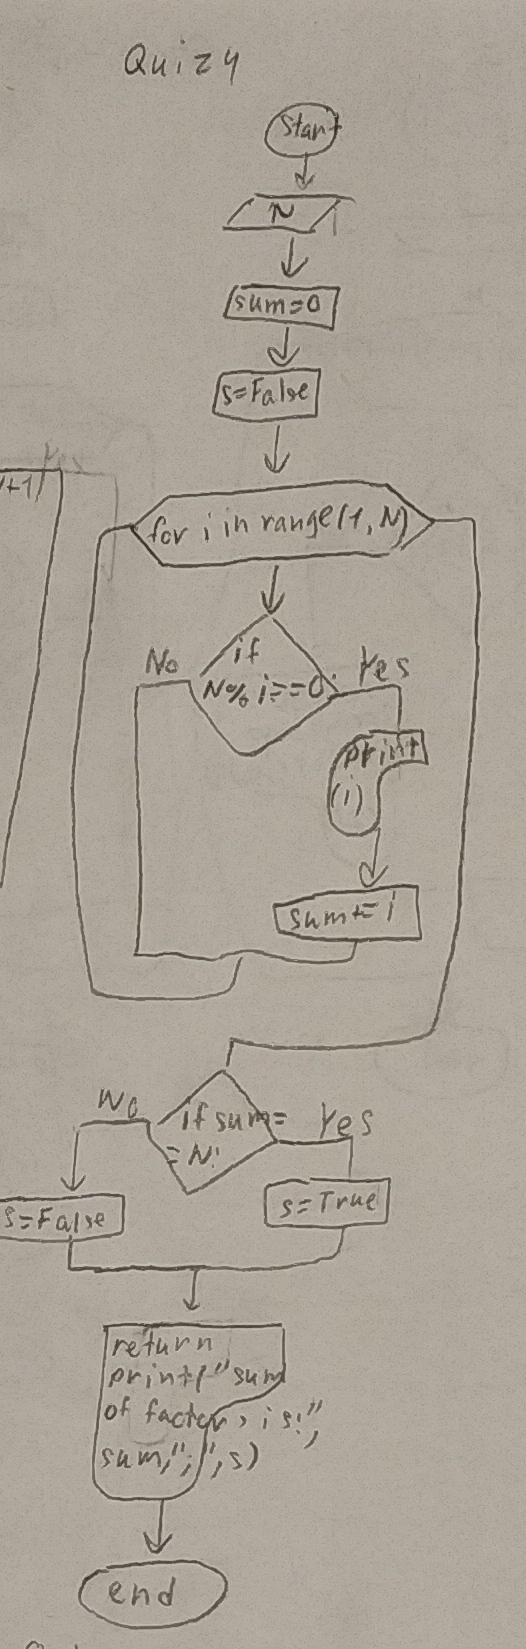 Quiz4
Start
N
sum=0
s=False
Yes
+1)
for i in range(1,N)
No
if
Yes
N%i==0:
print
(i)
sum+=i
No
if sum=
Yes
=N:
s=False
s=True
return
print("sum
of factors is:",
sum,";",s)
end